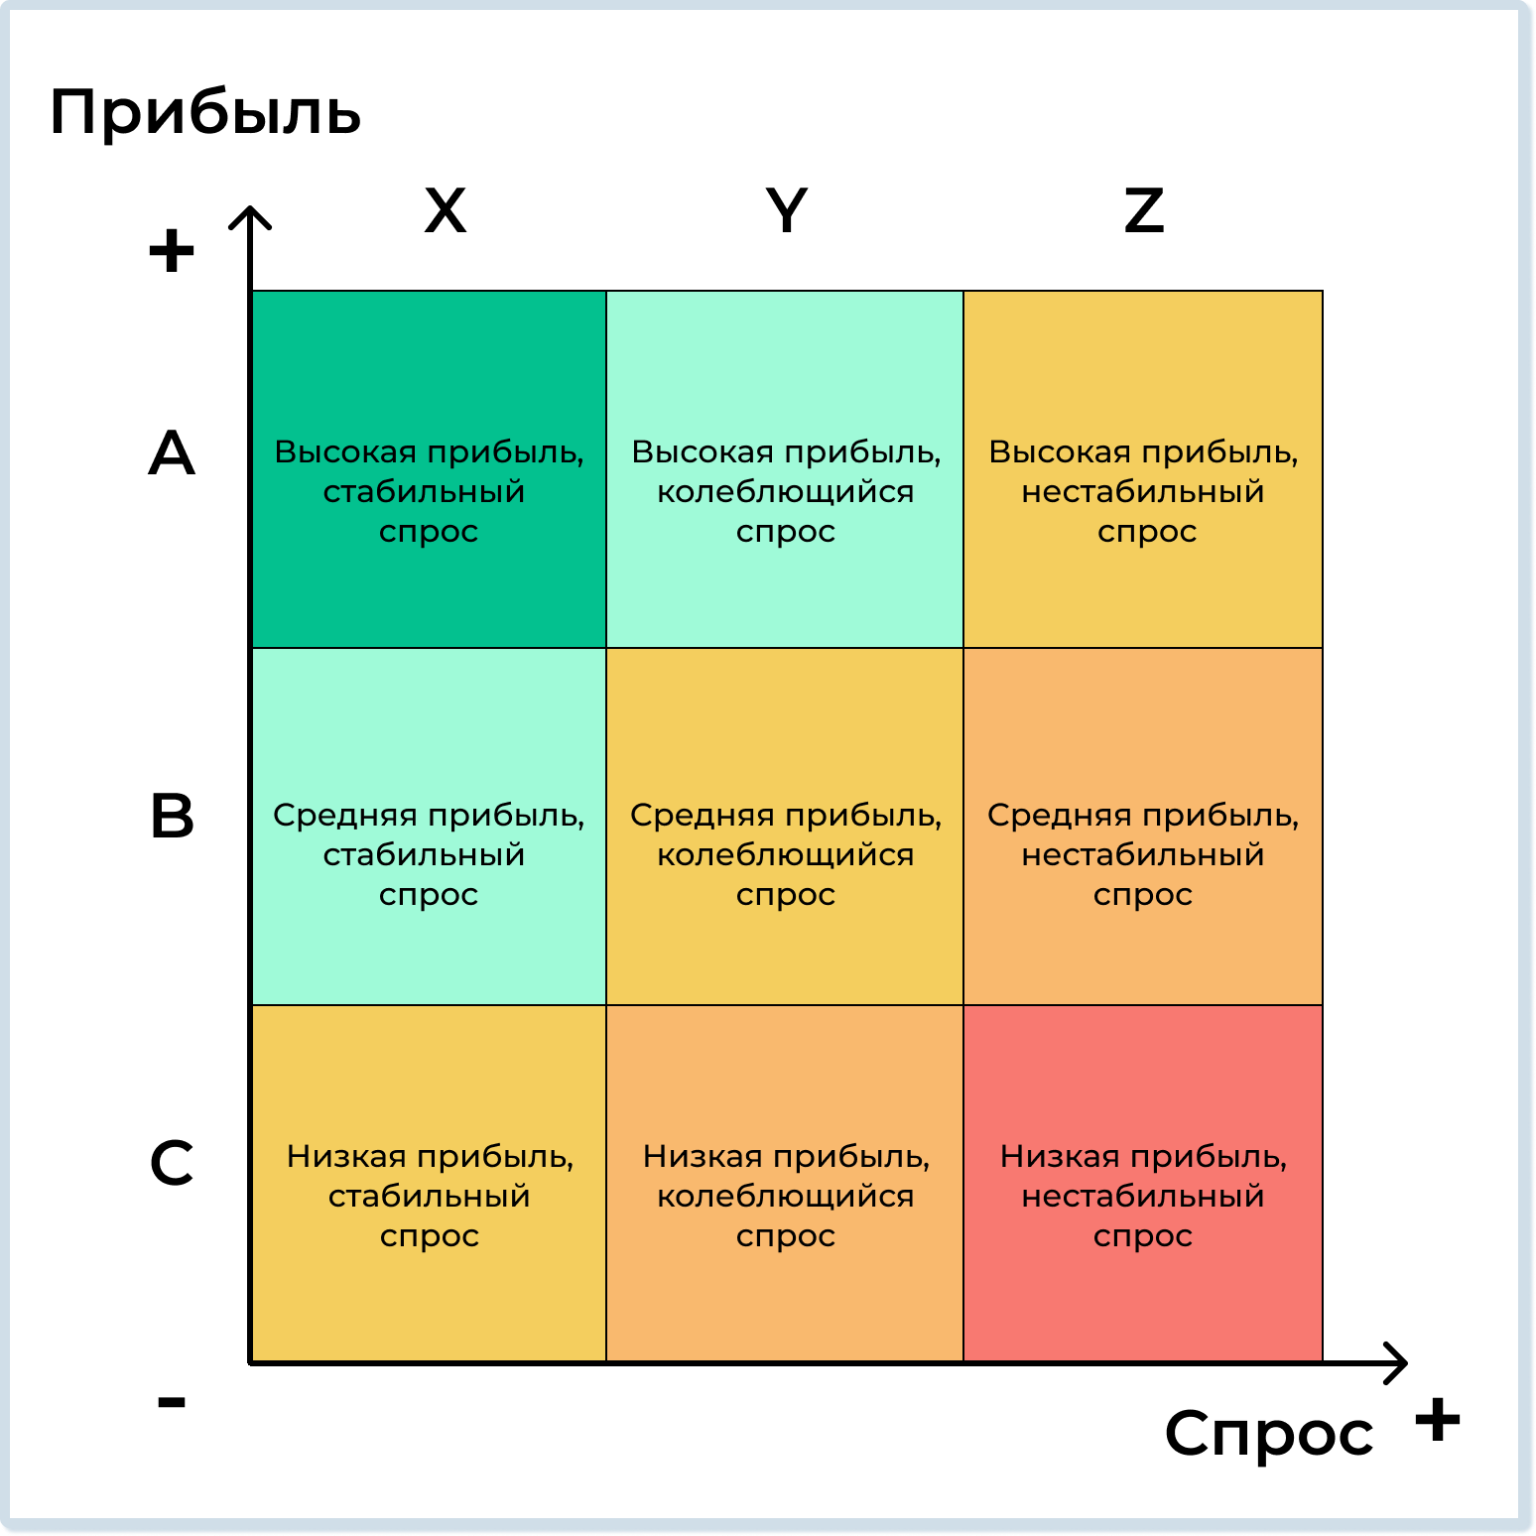 Прибыль
X Y Z
+
A
Высокая прибыль,
стабильный
спрос
Высокая прибыль,
колеблющийся
спрос
Высокая прибыль,
нестабильный
спрос
B
Средняя прибыль,
стабильный
спрос
Средняя прибыль,
колеблющийся
спрос
Средняя прибыль,
нестабильный
спрос
C
Низкая прибыль,
стабильный
спрос
Низкая прибыль,
колеблющийся
спрос
Низкая прибыль,
нестабильный
спрос
-
Спрос +